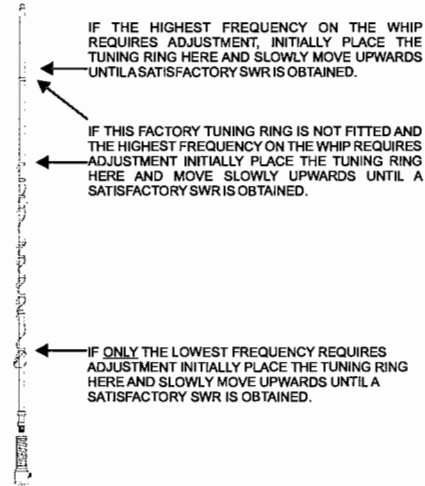 IF THE HIGHEST FREQUENCY ON THE WHIP
REQUIRES ADJUSTMENT, INITIALLY PLACE THE
TUNING RING HERE AND SLOWLY MOVE UPWARDS
UNTILASATISFACTORY SWR IS OBTAINED.
IF THIS FACTORY TUNING RING IS NOT FITTED AND
THE HIGHEST FREQUENCY ON THE WHIP REQUIRES
ADJUSTMENT INITIALLY PLACE THE TUNING RING
HERE AND MOVE SLOWLY UPWARDS UNTIL A
SATISFACTORY SWR IS OBTAINED.
IF ONLY THE LOWEST FREQUENCY REQUIRES
ADJUSTMENT INITIALLY PLACE THE TUNING RING
HERE AND SLOWLY MOVE UPWARDS UNTIL A
SATISFACTORY SWR IS OBTAINED.